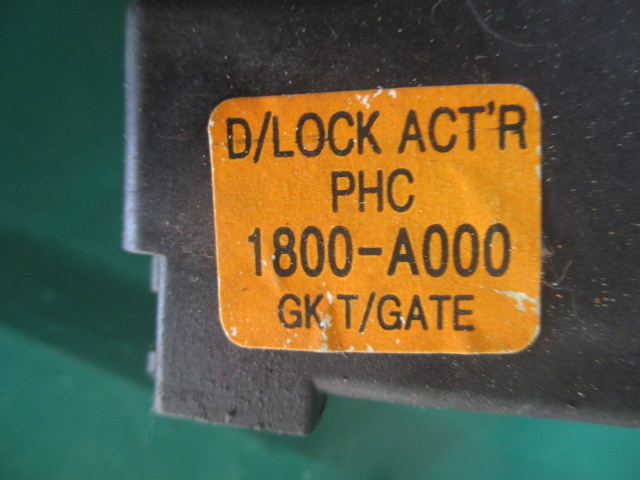 D/LOCK ACT'R
PHC
1800-A000
GK T/GATE